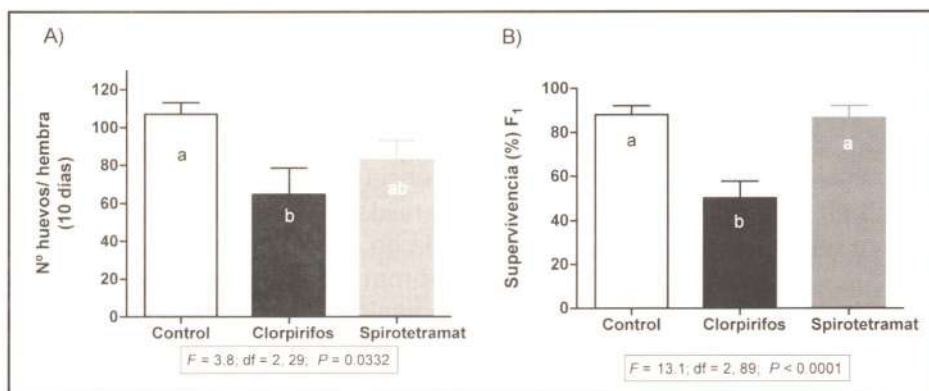 A)
Nº huevos/ hembra
(10 dias)
120
100
80
60
40
20
0
a
b
ab
Control Clorpirifos Spirotetramat
F = 3.8; df = 2, 29; P = 0.0332
B)
Supervivencia (%) F1
100
80
60
40
20
0
a
b
a
Control Clorpirifos Spirotetramat
F = 13.1; df = 2, 89; P < 0.0001